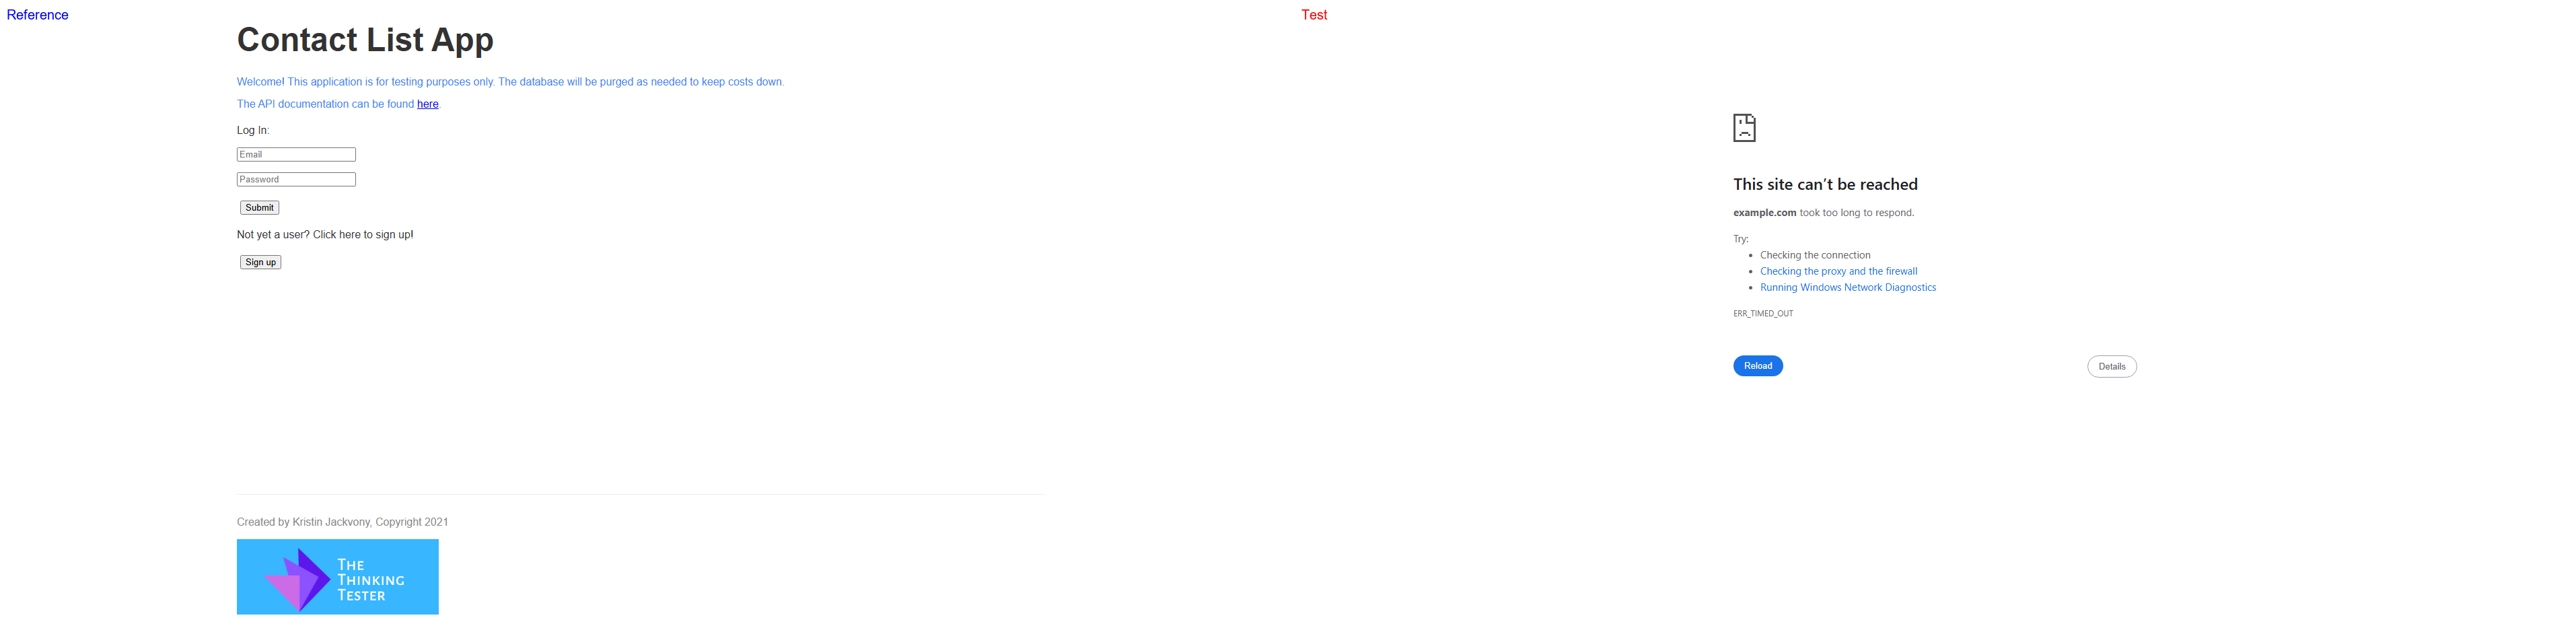 Reference
Contact List App
Welcome! This application is for testing purposes only. The database will be purged as needed to keep costs down.
The API documentation can be found here.
Log In:
Email
Password
Submit
Not yet a user? Click here to sign up!
Sign up
Created by Kristin Jackvony, Copyright 2021
THE
THINKING
TESTER
Test
This site can’t be reached
example.com took too long to respond.
Try:
• Checking the connection
• Checking the proxy and the firewall
• Running Windows Network Diagnostics
ERR_TIMED_OUT
Reload
Details